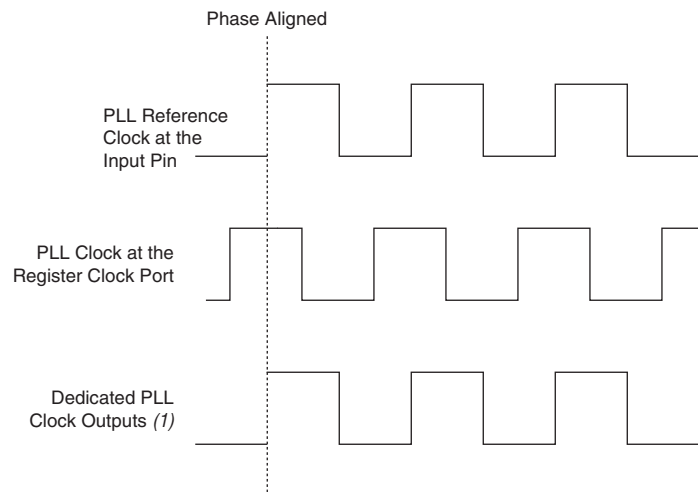 Phase Aligned
PLL Reference
Clock at the
Input Pin
PLL Clock at the
Register Clock Port
Dedicated PLL
Clock Outputs (1)